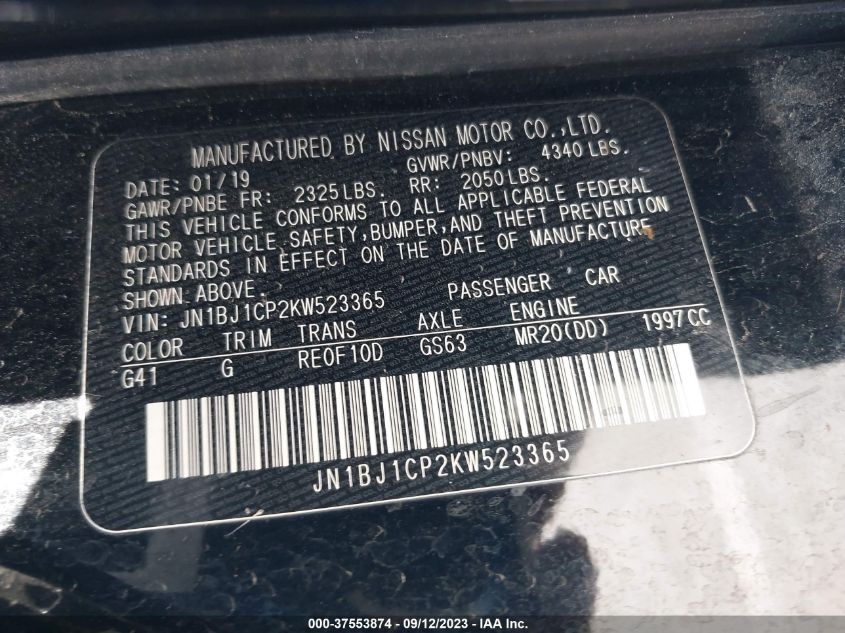 MANUFACTURED BY NISSAN MOTOR CO.,LTD.
DATE: 01/19 GVWR/PNBV: 4340 LBS.
GAWR/PNBE FR: 2325 LBS. RR: 2050 LBS.
THIS VEHICLE CONFORMS TO ALL APPLICABLE FEDERAL
MOTOR VEHICLE SAFETY, BUMPER, AND THEFT PREVENTION
STANDARDS IN EFFECT ON THE DATE OF MANUFACTURE
SHOWN ABOVE.
VIN: JN1BJ1CP2KW523365 PASSENGER CAR
COLOR TRIM TRANS AXLE ENGINE
G41 G RE0F10D GS63 MR20(DD) 1997CC
JN1BJ1CP2KW523365
000-37553874 - 09/12/2023 - IAA Inc.